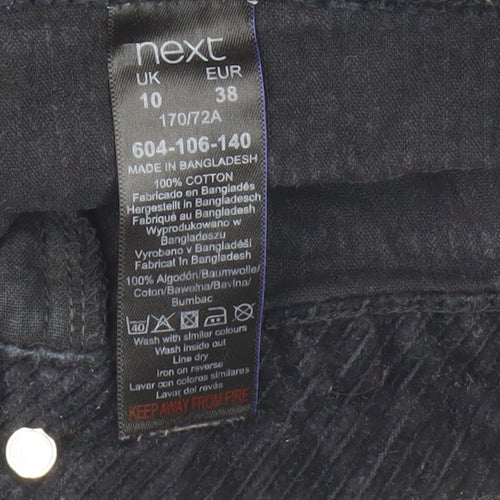 next
UK EUR
10 38
170/72A
604-106-140
MADE IN BANGLADESH
100% COTTON
Fabricado en Bangladés
Hergestellt in Bangladesch
Fabriqué au Bangladesh
Wyprodukowano w
Bangladeszu
Vyrobeno v Bangladéši
Fabricat în Bangladesh
100% Algodón/Baumwolle/
Coton/Bawełna/Bavlna/
Bumbac
40
Wash with similar colours
Wash inside out
Line dry
Iron on reverse
Lavar con colores similares
Lavar del revés
KEEP AWAY FROM FIRE